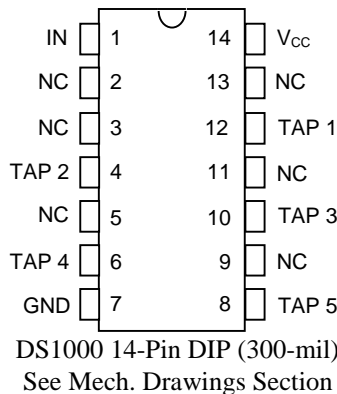 IN 1 14 VCC
NC 2 13 NC
NC 3 12 TAP 1
TAP 2 4 11 NC
NC 5 10 TAP 3
TAP 4 6 9 NC
GND 7 8 TAP 5
DS1000 14-Pin DIP (300-mil)
See Mech. Drawings Section